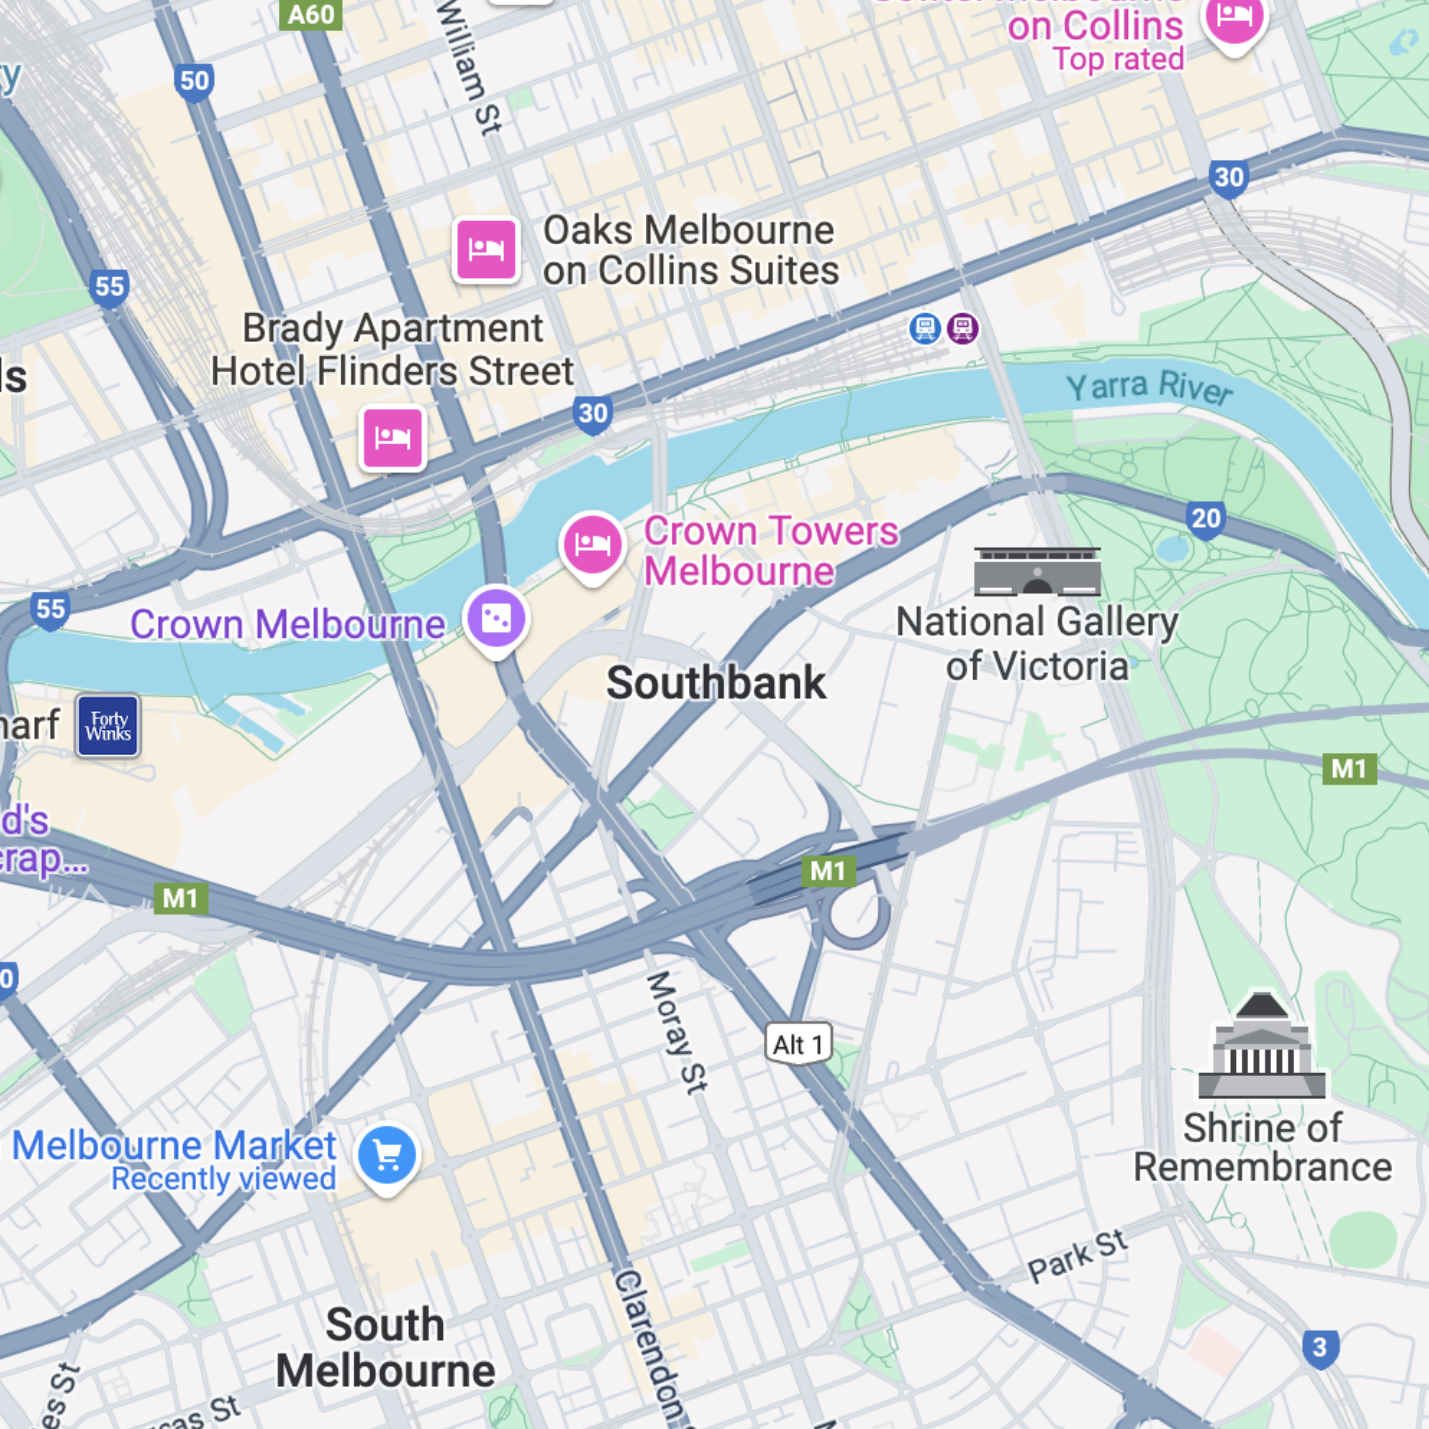 A60
on Collins
Top rated
50
William St
30
Oaks Melbourne
on Collins Suites
55
Brady Apartment
Hotel Flinders Street
30
Yarra River
20
Crown Towers
Melbourne
55
Crown Melbourne
National Gallery
of Victoria
Southbank
Forty
Winks
M1
M1
M1
Moray St
Alt 1
Melbourne Market
Recently viewed
Shrine of
Remembrance
Park St
South
Melbourne
Clarendon
3